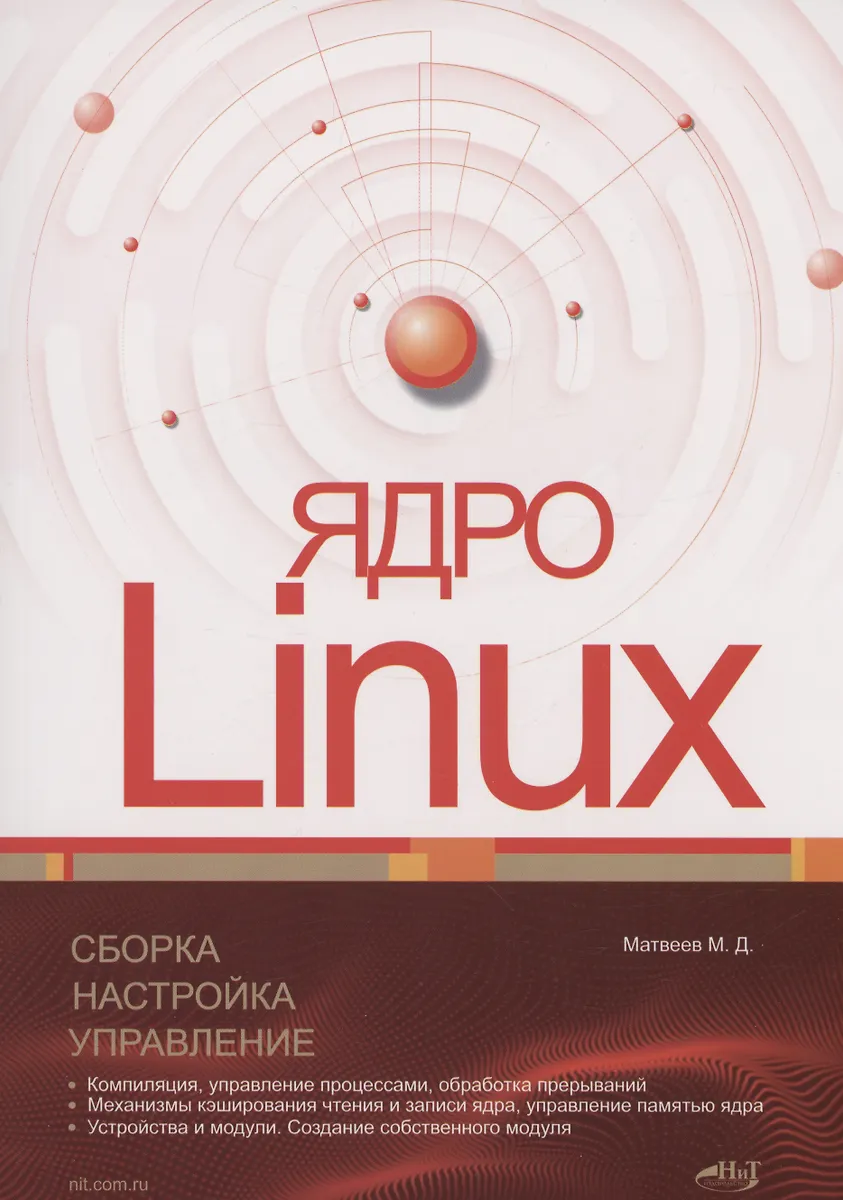 ЯДРО
Linux
СБОРКА
НАСТРОЙКА
УПРАВЛЕНИЕ
Матвеев М. Д.
• Компиляция, управление процессами, обработка прерываний
• Механизмы кэширования чтения и записи ядра, управление памятью ядра
• Устройства и модули. Создание собственного модуля
nit.com.ru
НиТ